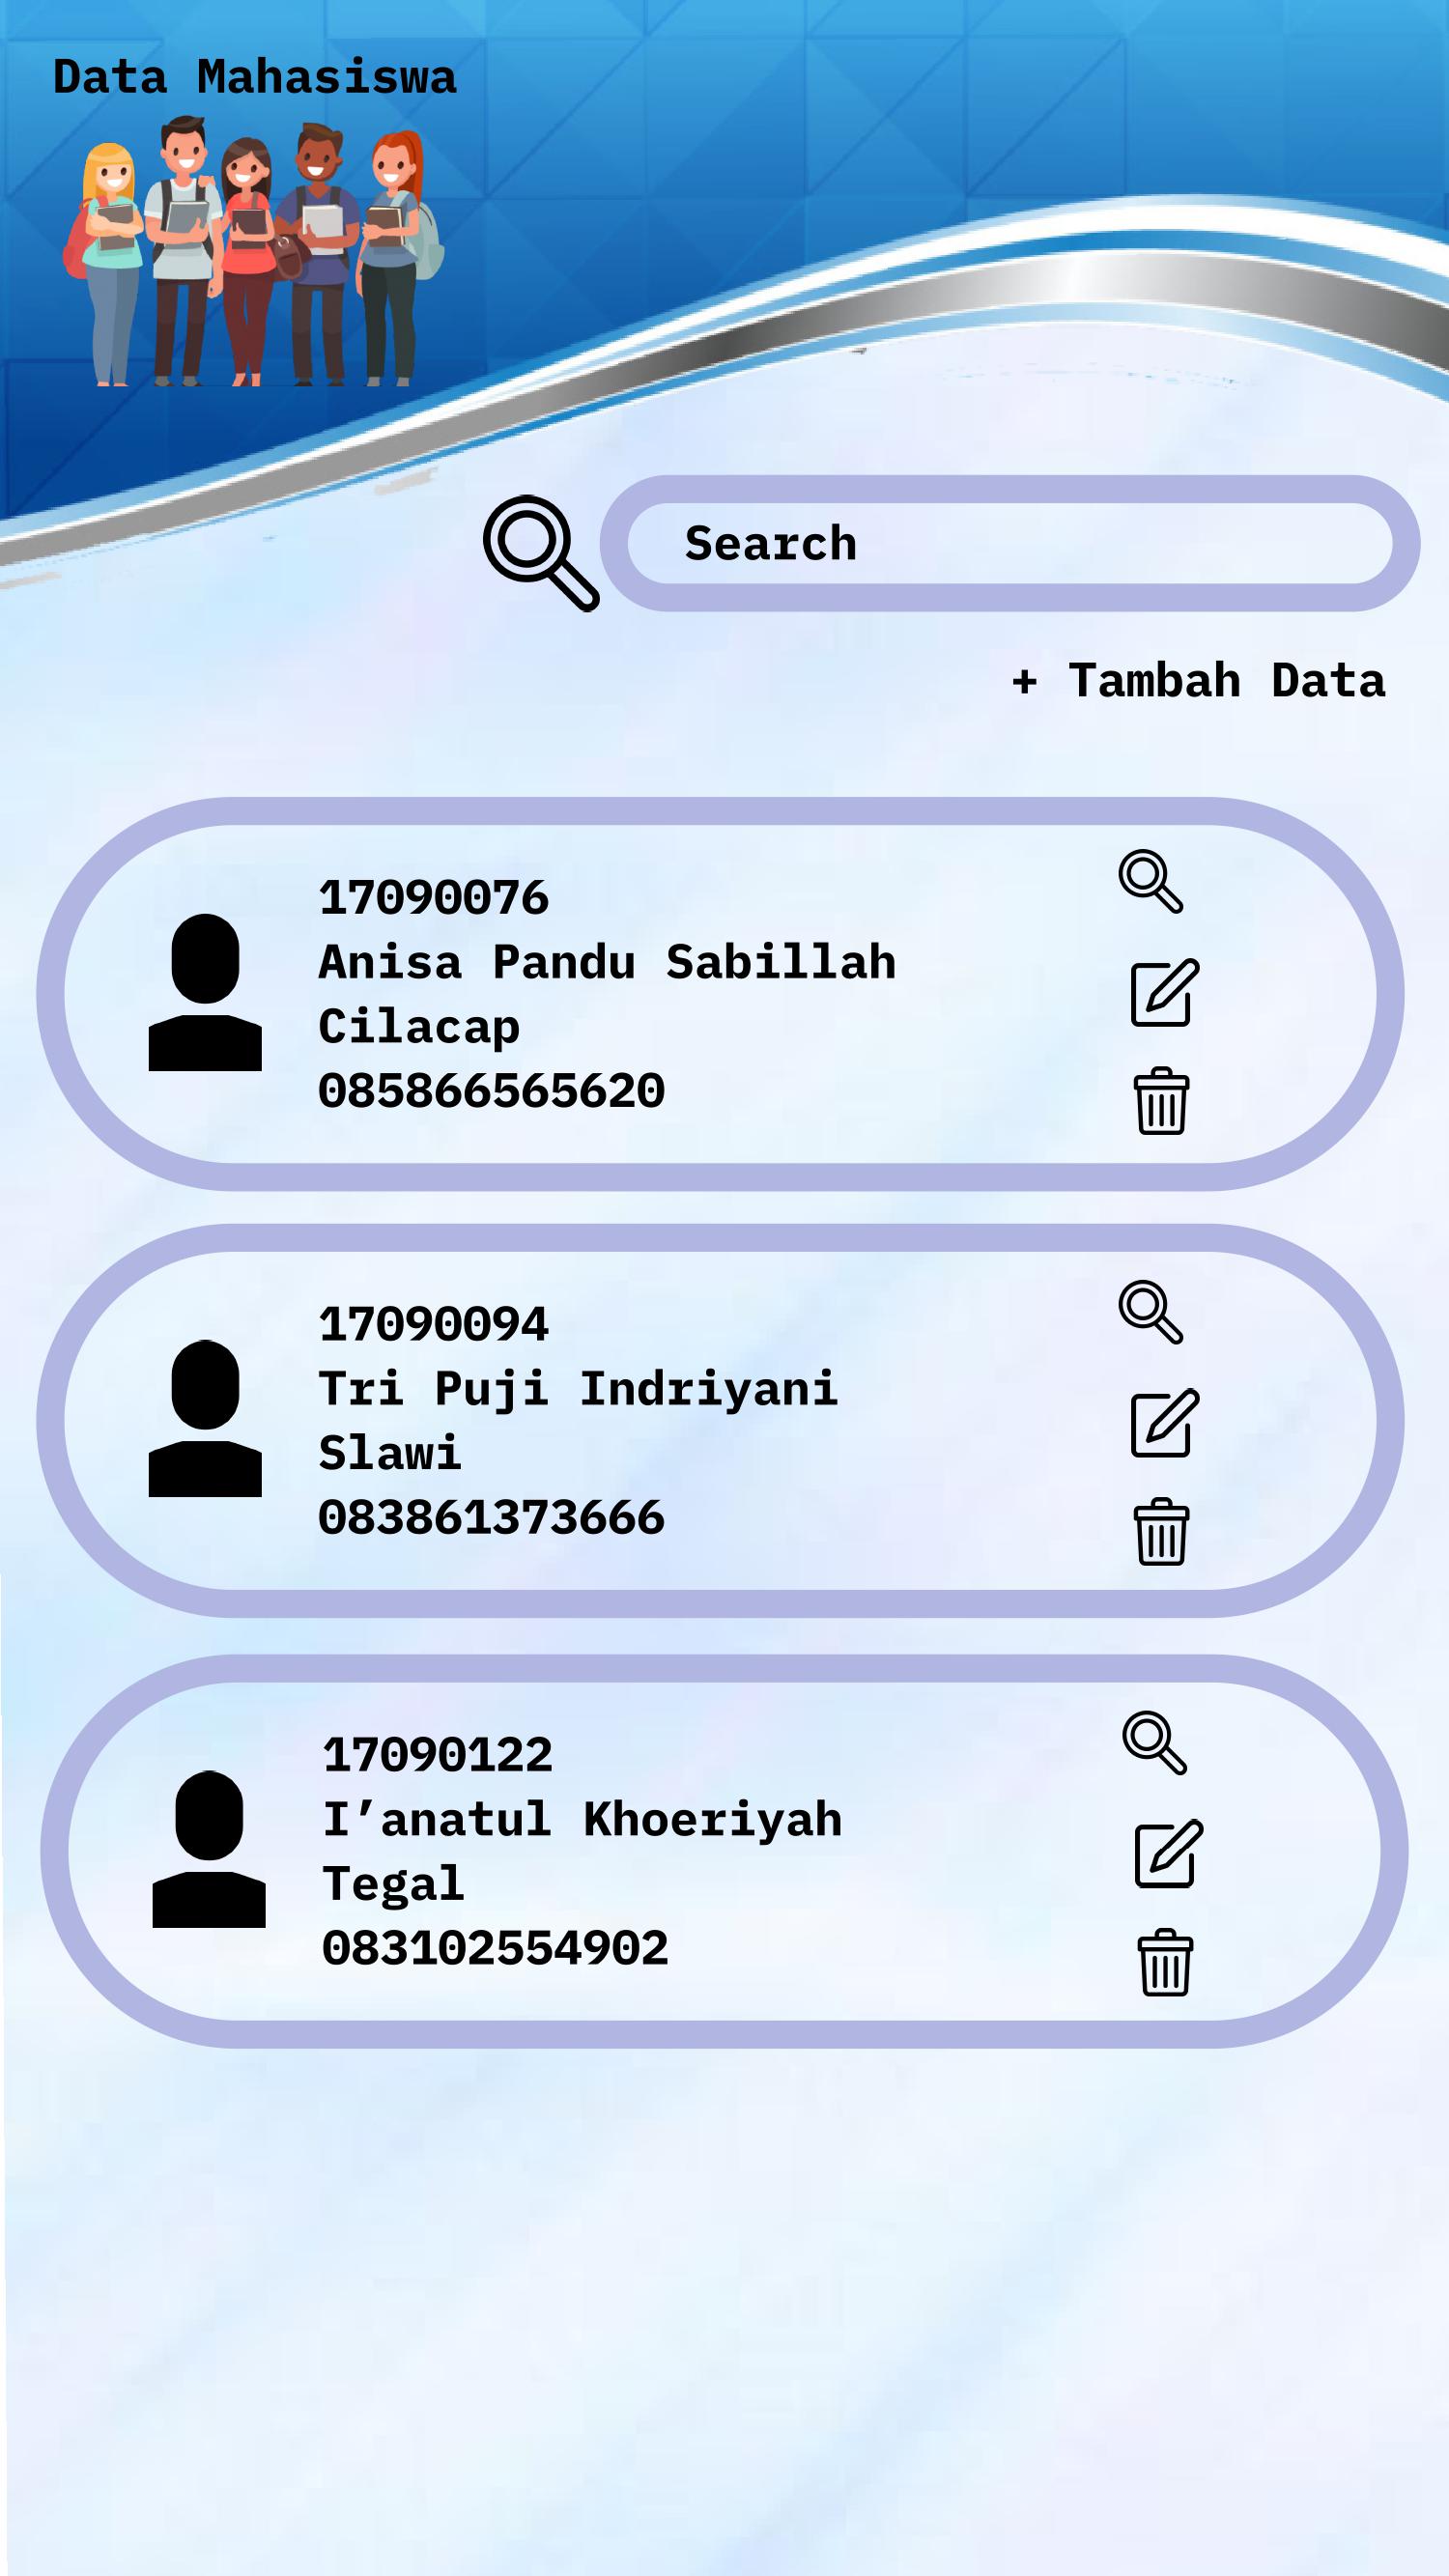 Data Mahasiswa
Search
+ Tambah Data
17090076
Anisa Pandu Sabillah
Cilacap
085866565620
17090094
Tri Puji Indriyani
Slawi
083861373666
17090122
I’anatul Khoeriyah
Tegal
083102554902